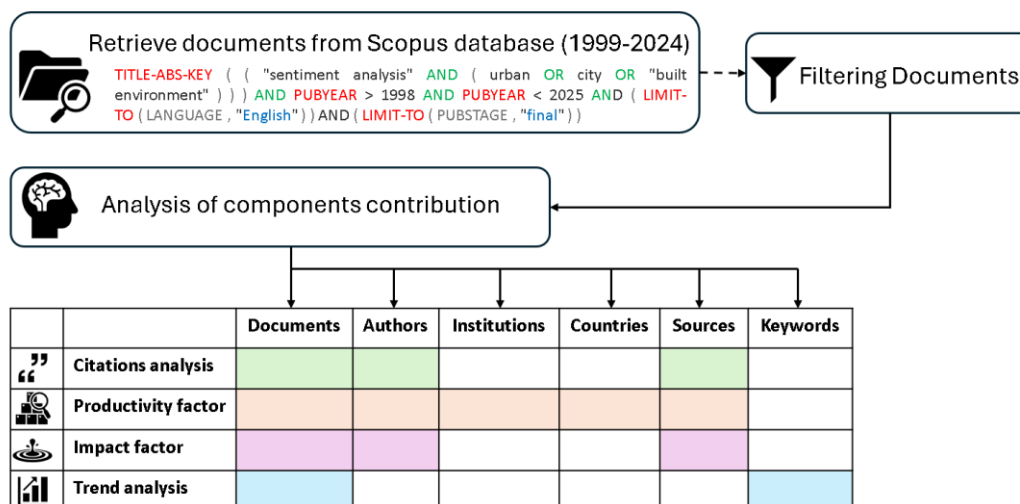 Retrieve documents from Scopus database (1999-2024)
TITLE-ABS-KEY ( ( "sentiment analysis" AND ( urban OR city OR "built
environment" ) ) ) AND PUBYEAR > 1998 AND PUBYEAR < 2025 AND ( LIMIT-
TO ( LANGUAGE , "English" ) ) AND ( LIMIT-TO ( PUBSTAGE , "final" ) )
Filtering Documents
Analysis of components contribution
Documents Authors Institutions Countries Sources Keywords
Citations analysis
Productivity factor
Impact factor
Trend analysis